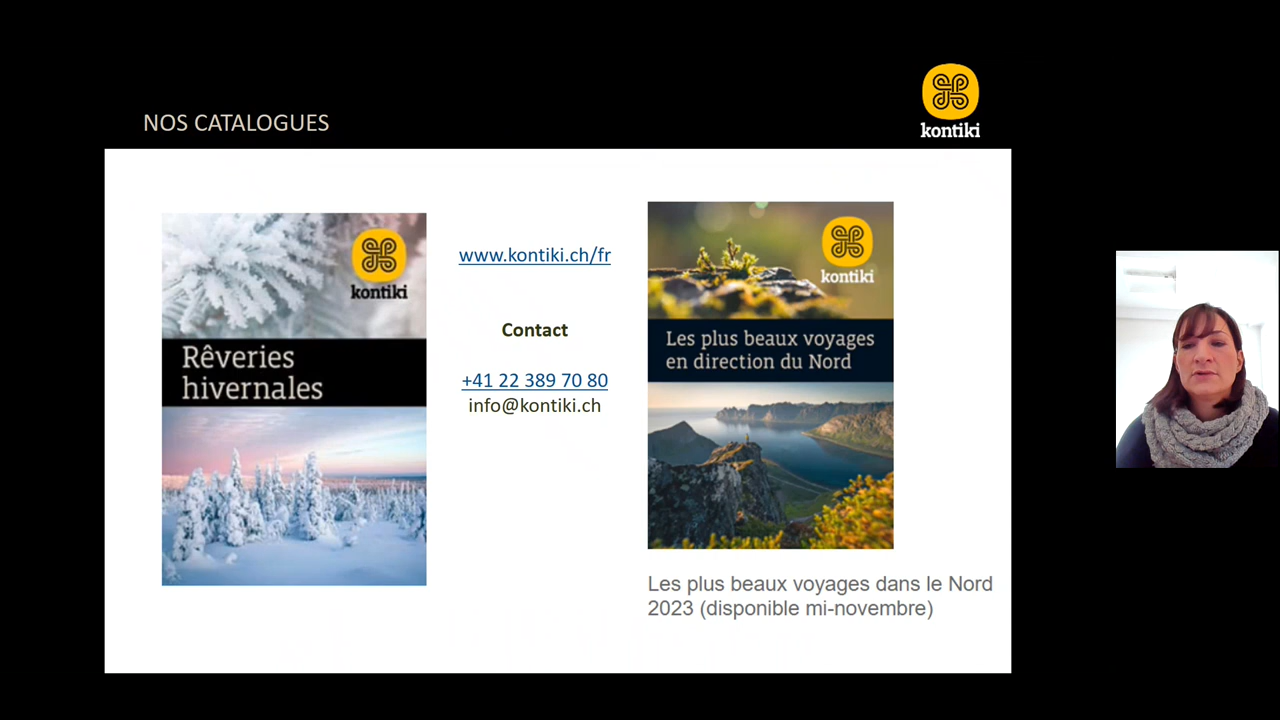 NOS CATALOGUES
kontiki
kontiki
Rêveries
hivernales
www.kontiki.ch/fr
Contact
+41 22 389 70 80
info@kontiki.ch
kontiki
Les plus beaux voyages
en direction du Nord
Les plus beaux voyages dans le Nord
2023 (disponible mi-novembre)